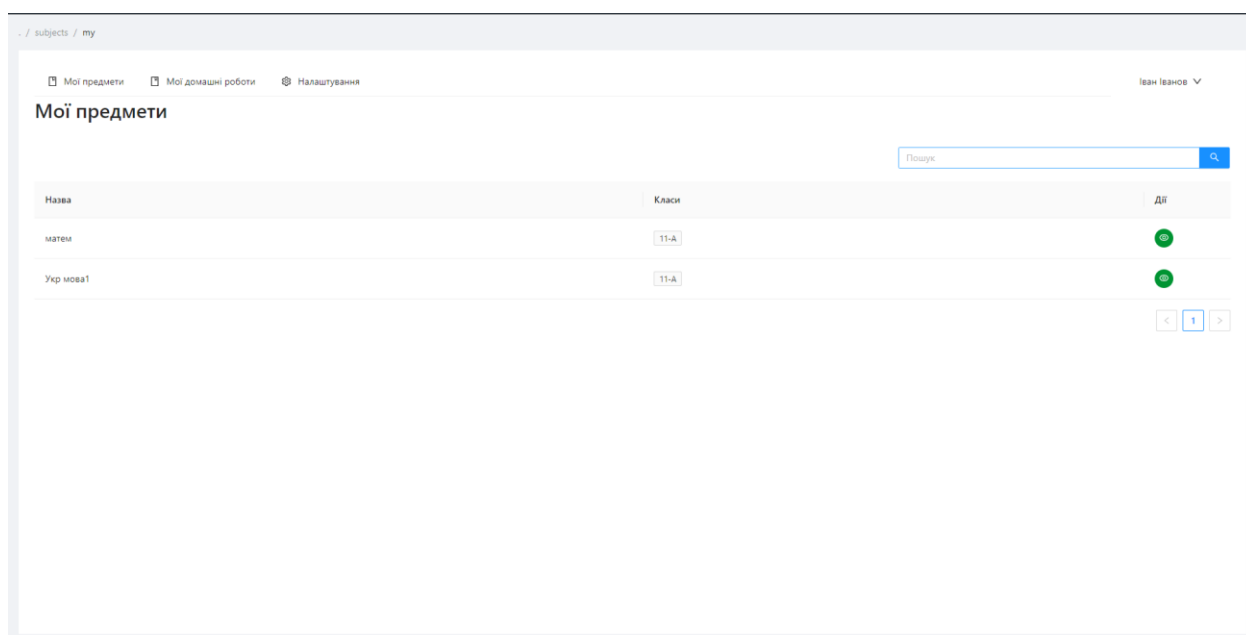 . / subjects / my
Мої предмети Мої домашні роботи Налаштування Іван Іванов
Мої предмети
Пошук
Назва Класи Дії
матем 11-А
Укр мова1 11-А
< 1 >